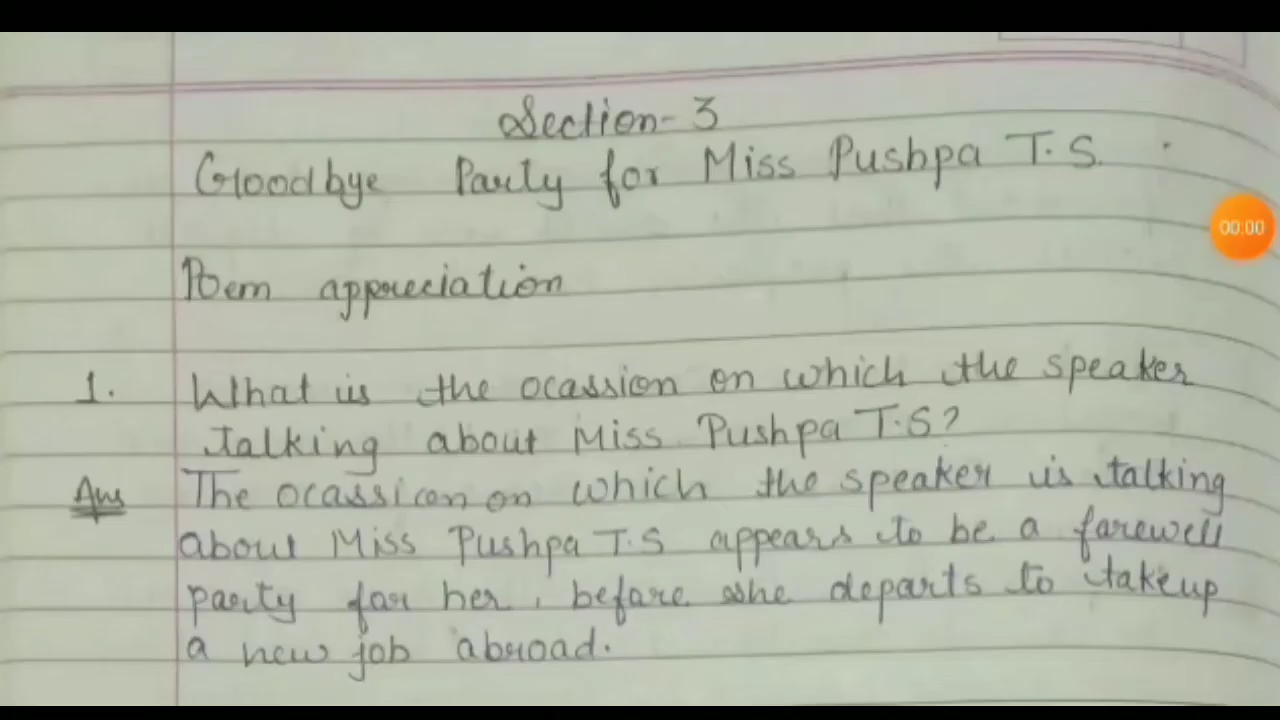 Section-3
Goodbye Party for Miss Pushpa T.S.
00:00
Poem appreciation
1. What is the ocassion on which the speaker
talking about Miss Pushpa T.S?
Ans The ocassion on which the speaker is talking
about Miss Pushpa T.S appears to be a farewell
party for her, before she departs to takeup
a new job abroad.